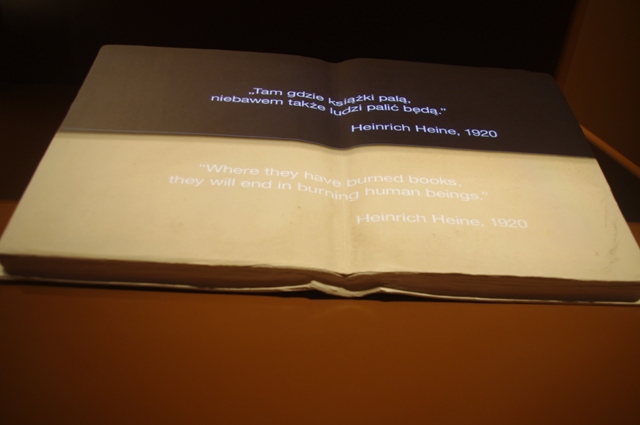 „Tam gdzie książki palą,
niebawem także ludzi palić będą.”
Heinrich Heine, 1920
“Where they have burned books,
they will end in burning human beings.”
Heinrich Heine, 1920